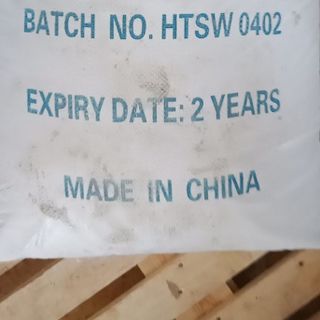 BATCH NO. HTSW 0402
EXPIRY DATE: 2 YEARS
MADE IN CHINA